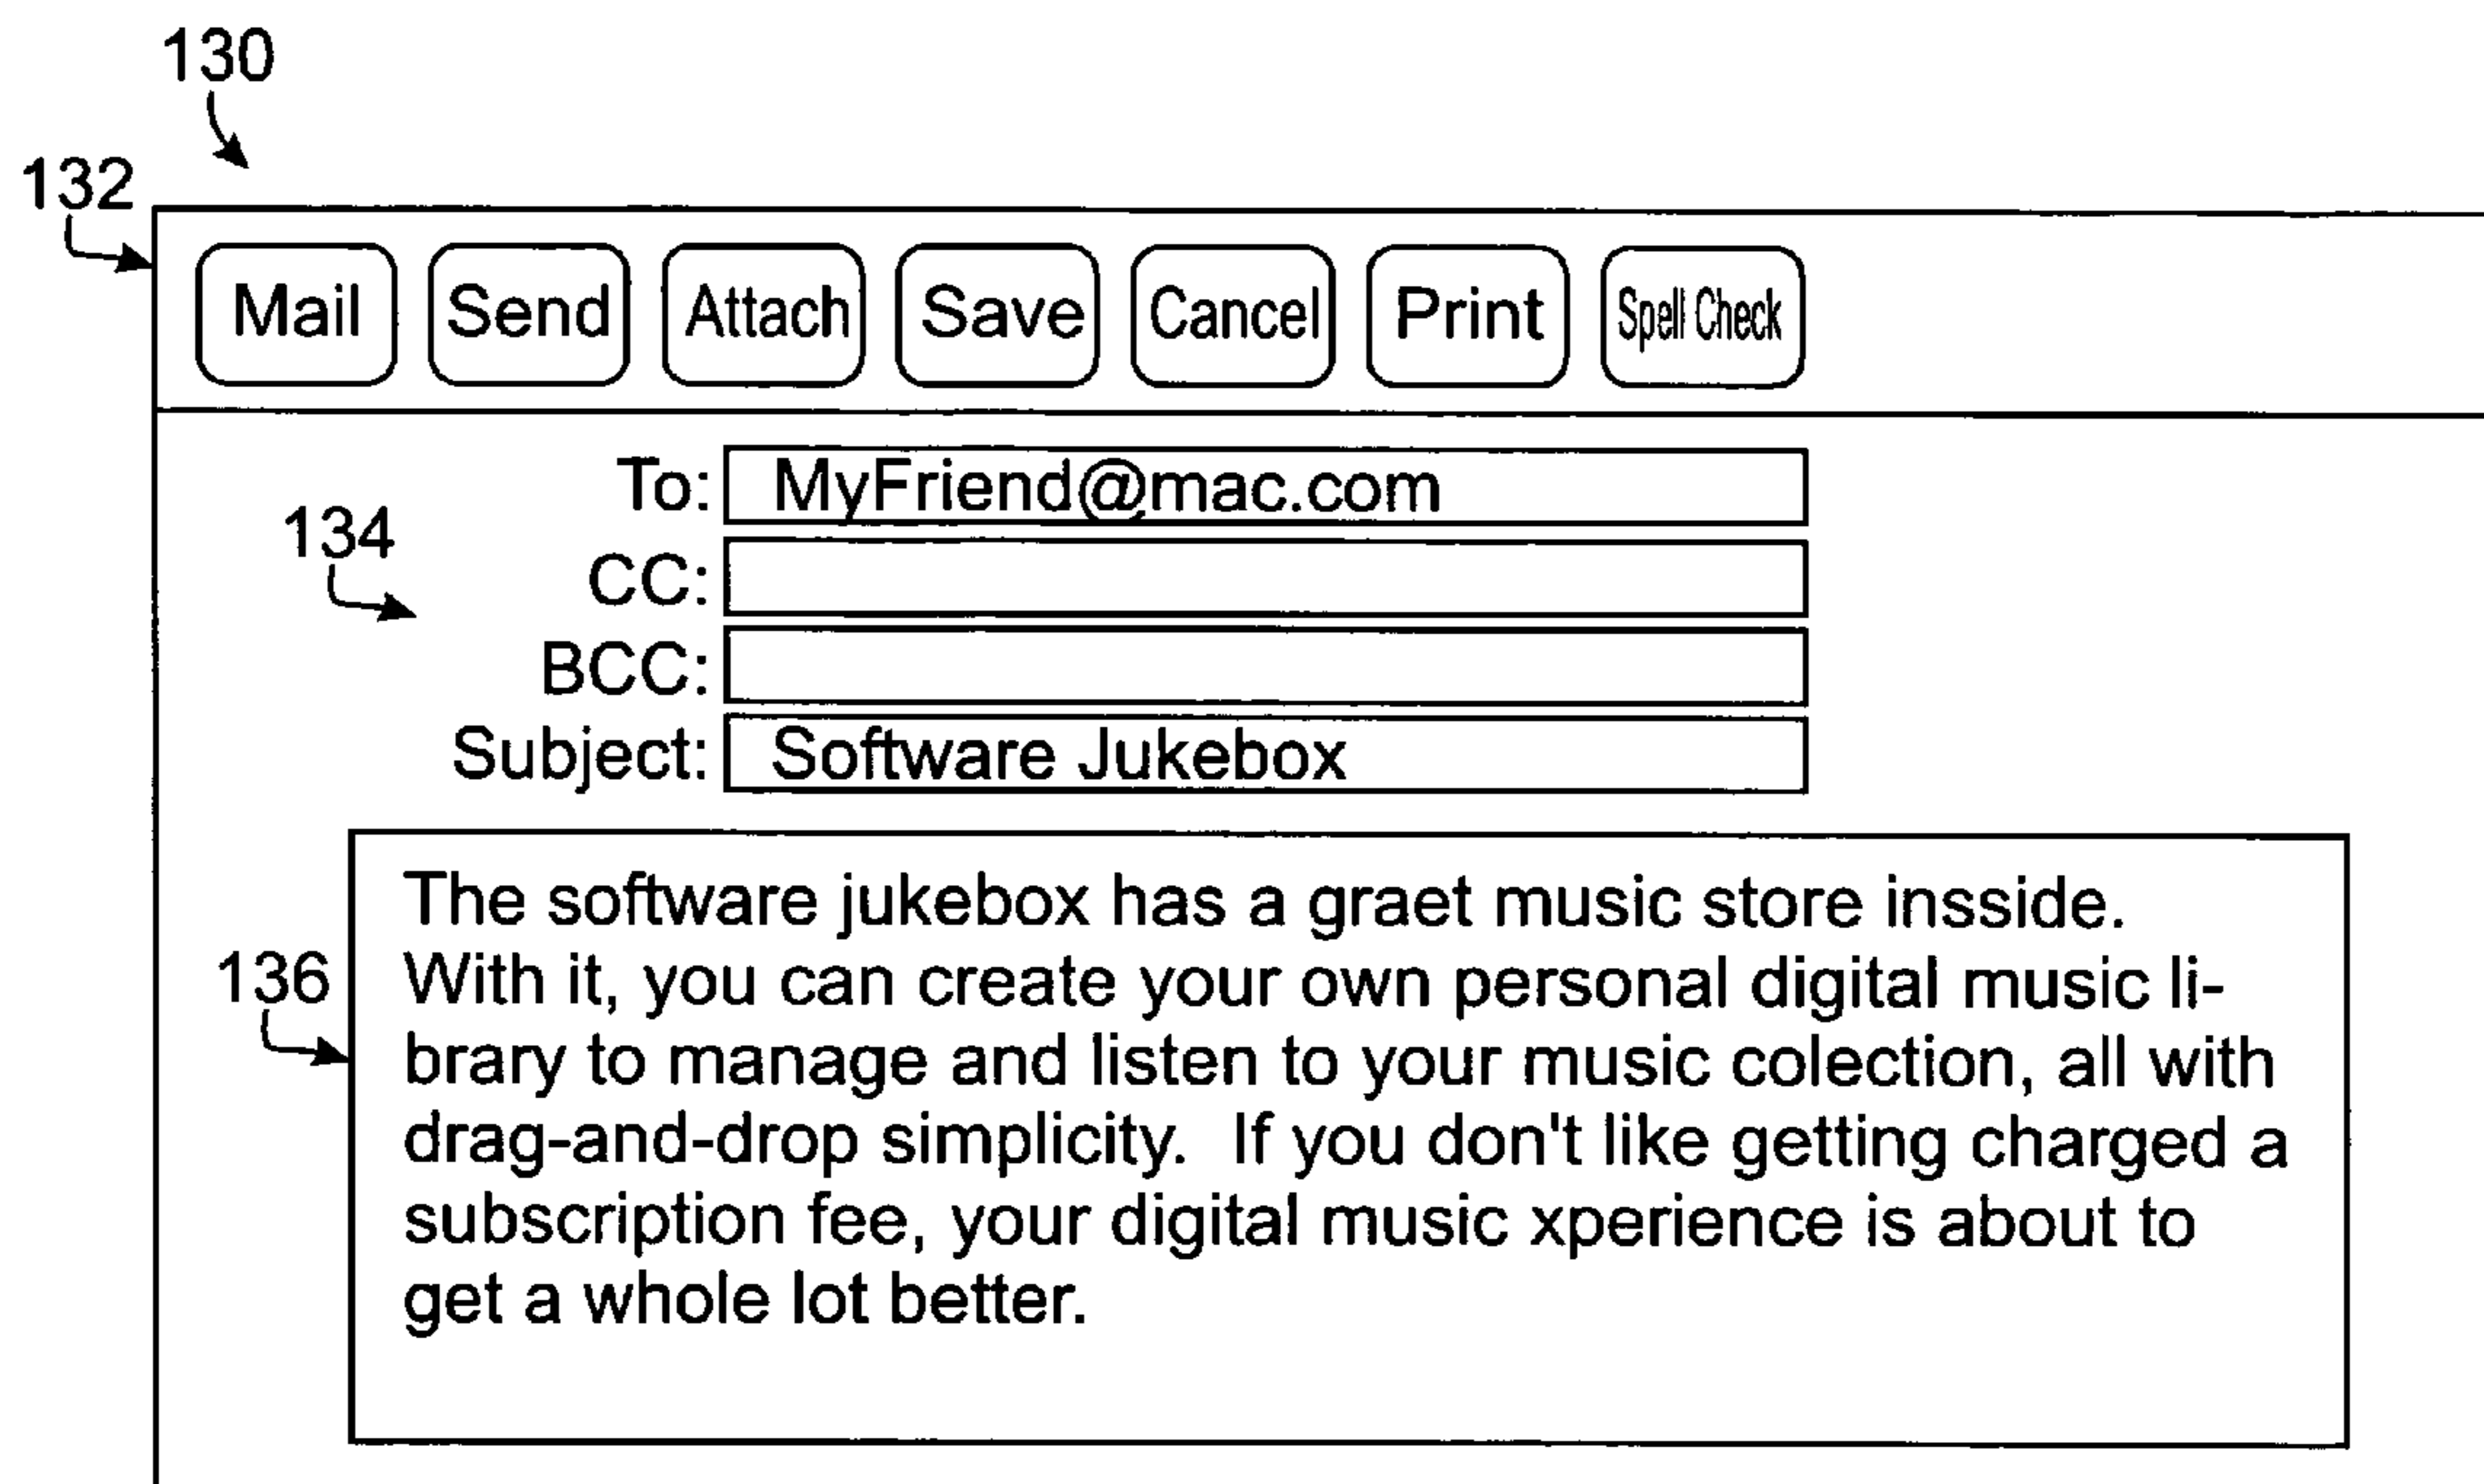 130
132
Mail Send Attach Save Cancel Print Spell Check
To: MyFriend@mac.com
134
CC:
BCC:
Subject: Software Jukebox
The software jukebox has a graet music store insside.
136
With it, you can create your own personal digital music li-
brary to manage and listen to your music colection, all with
drag-and-drop simplicity.  If you don't like getting charged a
subscription fee, your digital music xperience is about to
get a whole lot better.